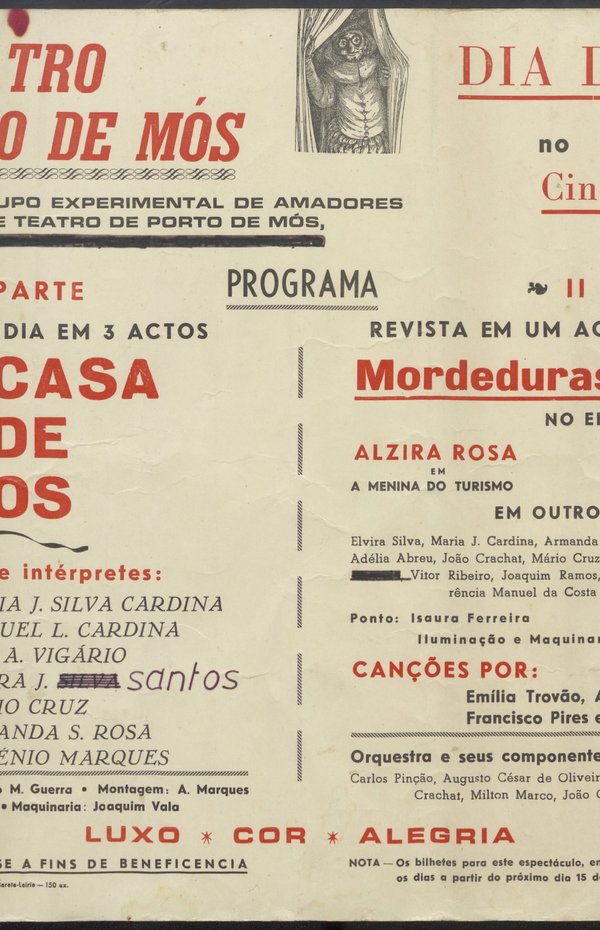 TRO
O DE MÓS
UPO EXPERIMENTAL DE AMADORES
E TEATRO DE PORTO DE MÓS,
DIA D
no
Cin
PROGRAMA
PARTE
DIA EM 3 ACTOS
CASA
DE
OS
e intérpretes:
IA J. SILVA CARDINA
UEL L. CARDINA
A. VIGÁRIO
RA J. SILVA santos
IO CRUZ
ANDA S. ROSA
ÉNIO MARQUES
o M. Guerra • Montagem: A. Marques
• Maquinaria: Joaquim Vala
II
REVISTA EM UM AC
Mordeduras
NO EI
ALZIRA ROSA
EM
A MENINA DO TURISMO
EM OUTRO
Elvira Silva, Maria J. Cardina, Armanda
Adélia Abreu, João Crachat, Mário Cruz
Vitor Ribeiro, Joaquim Ramos,
rência Manuel da Costa
Ponto: Isaura Ferreira
Iluminação e Maquinar
CANÇÕES POR:
Emília Trovão, A
Francisco Pires e
Orquestra e seus componente
Carlos Pinção, Augusto César de Oliveir
Crachat, Milton Marco, João C
LUXO * COR * ALEGRIA
SE A FINS DE BENEFICENCIA
NOTA — Os bilhetes para este espectáculo, en
os dias a partir do próximo dia 15 d
Leiria — 150 ex.